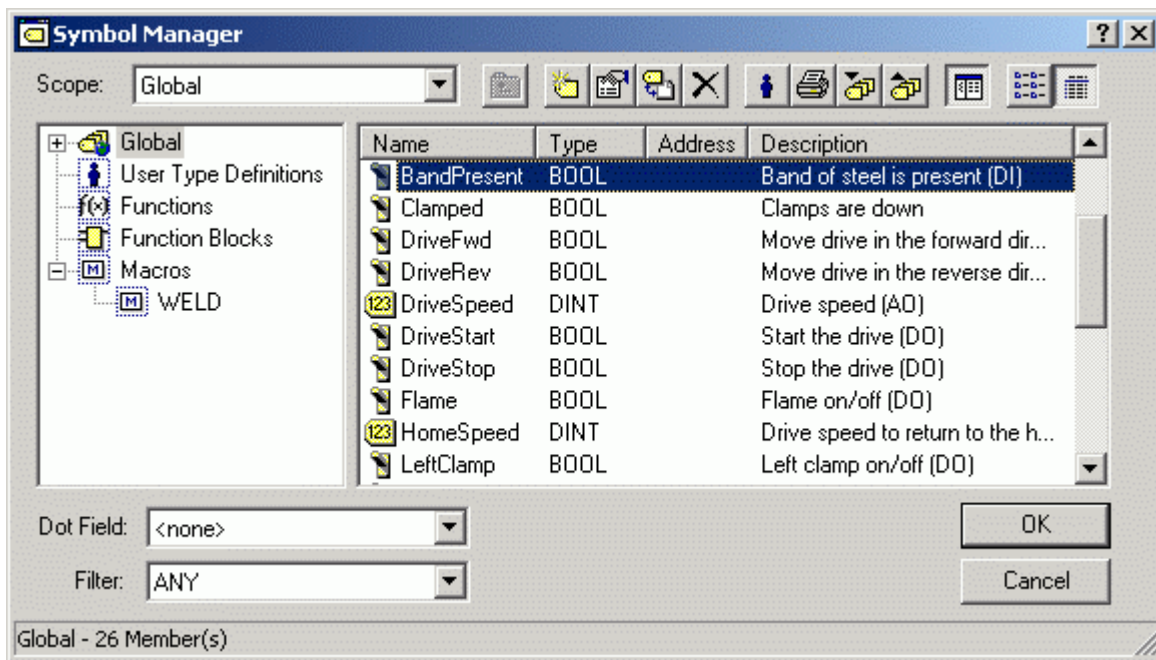 Symbol Manager
Scope: Global
Global
User Type Definitions
f(x) Functions
Function Blocks
M Macros
M WELD
Name Type Address Description
BandPresent BOOL Band of steel is present (DI)
Clamped BOOL Clamps are down
DriveFwd BOOL Move drive in the forward dir...
DriveRev BOOL Move drive in the reverse dir...
123 DriveSpeed DINT Drive speed (AO)
DriveStart BOOL Start the drive (DO)
DriveStop BOOL Stop the drive (DO)
Flame BOOL Flame on/off (DO)
123 HomeSpeed DINT Drive speed to return to the h...
LeftClamp BOOL Left clamp on/off (DO)
Dot Field: <none>
OK
Filter: ANY
Cancel
Global - 26 Member(s)